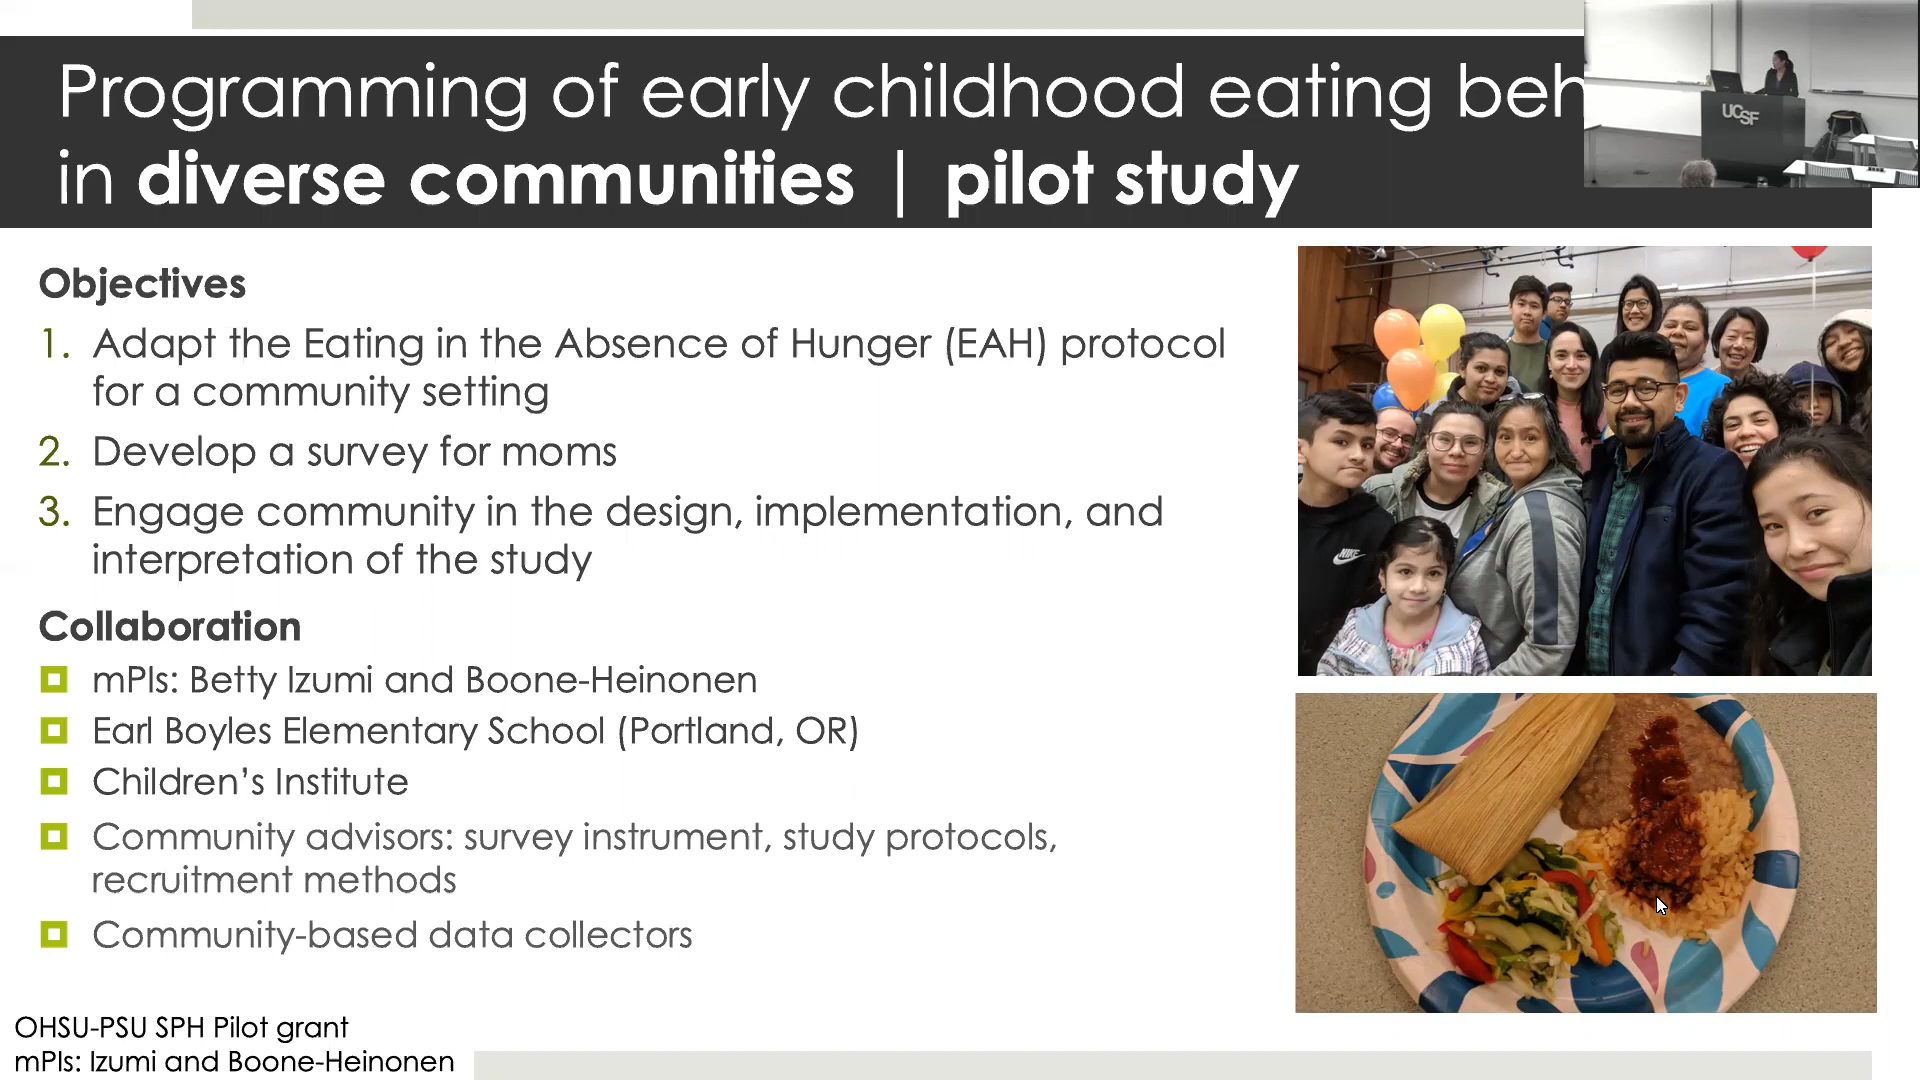 Programming of early childhood eating
in diverse communities | pilot study
UCSF
Objectives
1. Adapt the Eating in the Absence of Hunger (EAH) protocol
for a community setting
2. Develop a survey for moms
3. Engage community in the design, implementation, and
interpretation of the study
NIKE
Collaboration
mPIs: Betty Izumi and Boone-Heinonen
Earl Boyles Elementary School (Portland, OR)
Children's Institute
Community advisors: survey instrument, study protocols,
recruitment methods
Community-based data collectors
OHSU-PSU SPH Pilot grant
mPIs: Izumi and Boone-Heinonen